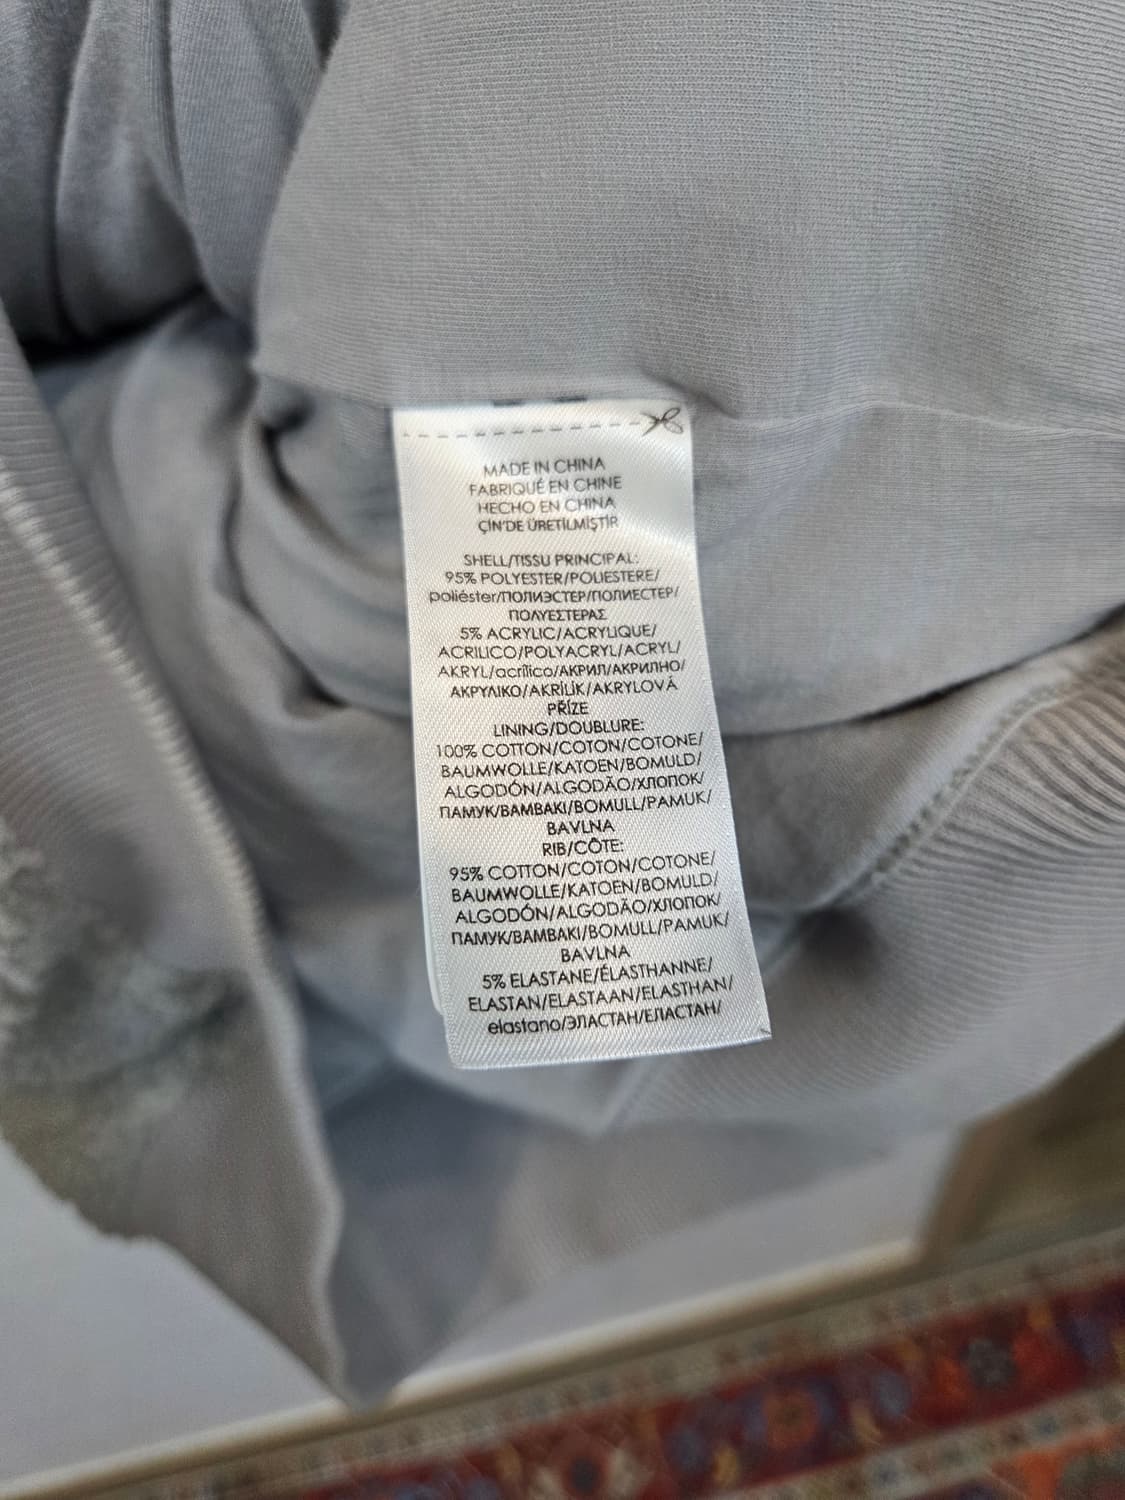 MADE IN CHINA
FABRIQUÉ EN CHINE
HECHO EN CHINA
ÇİN'DE ÜRETİLMİŞTİR
SHELL/TISSU PRINCIPAL:
95% POLYESTER/POLIESTERE/
poliéster/ПОЛИЭСТЕР/ПОЛИЕСТЕР/
ΠΟΛΥΕΣΤΕΡΑΣ
5% ACRYLIC/ACRYLIQUE/
ACRILICO/POLYACRYL/ACRYL/
AKRYL/acrílico/АКРИЛ/АКРИЛНО/
ΑΚΡΥΛΙΚΟ/AKRİLİK/AKRYLOVÁ
PŘÍZE
LINING/DOUBLURE:
100% COTTON/COTON/COTONE/
BAUMWOLLE/KATOEN/BOMULD/
ALGODÓN/ALGODÃO/ХЛОПОК/
ПАМУК/ΒΑΜΒΑΚΙ/BOMULL/PAMUK/
BAVLNA
RIB/CÔTE:
95% COTTON/COTON/COTONE/
BAUMWOLLE/KATOEN/BOMULD/
ALGODÓN/ALGODÃO/ХЛОПОК/
ПАМУК/ΒΑΜΒΑΚΙ/BOMULL/PAMUK/
BAVLNA
5% ELASTANE/ÉLASTHANNE/
ELASTAN/ELASTAAN/ELASTHAN/
elastano/ЭЛАСТАН/ЕЛАСТАН/